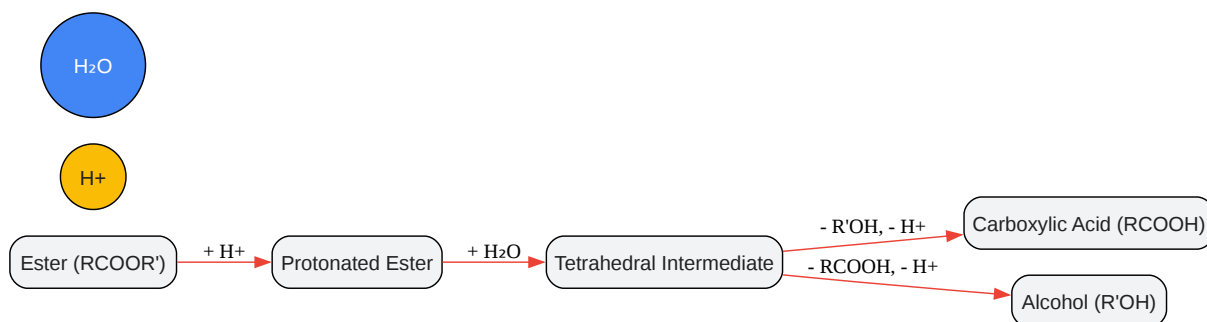 H₂O
H+
Ester (RCOOR')
+ H+
Protonated Ester
+ H₂O
Tetrahedral Intermediate
- R'OH, - H+
Carboxylic Acid (RCOOH)
- RCOOH, - H+
Alcohol (R'OH)